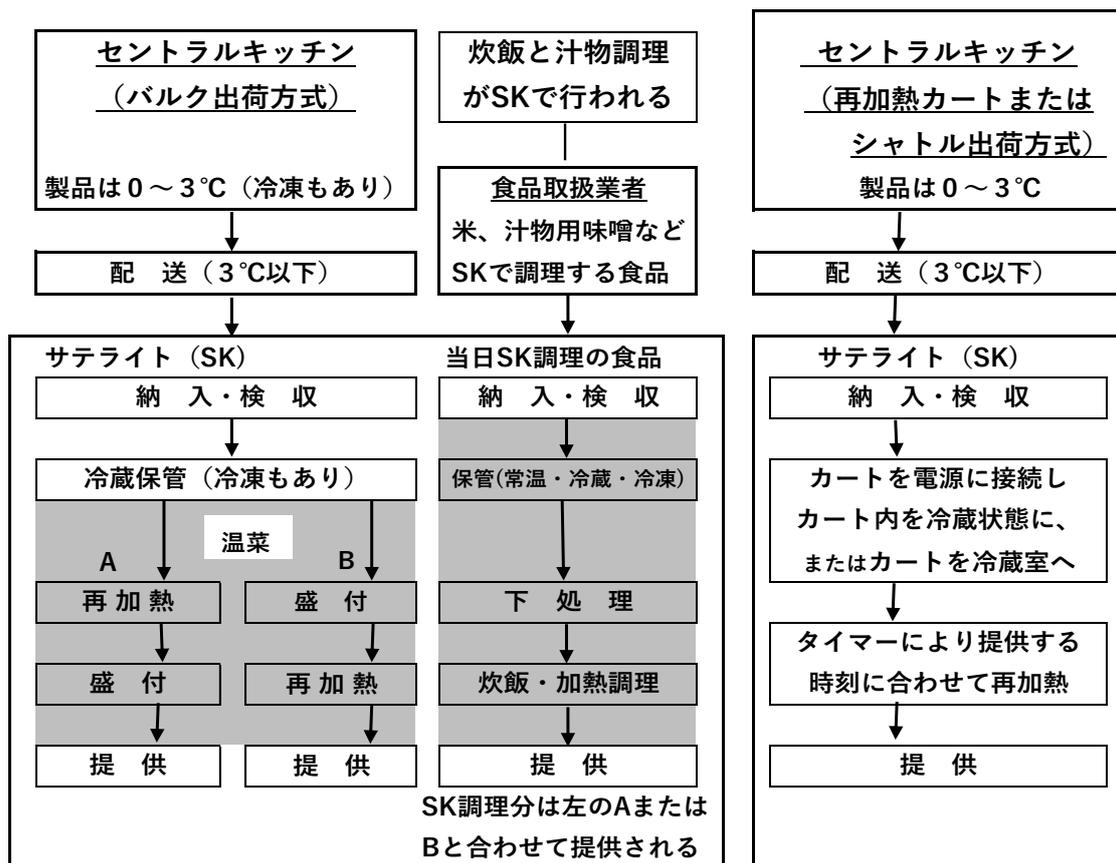 セントラルキッチン
（バルク出荷方式）
製品は０～３℃（冷凍もあり）
配　送（３℃以下）
炊飯と汁物調理
がSKで行われる
食品取扱業者
米、汁物用味噌など
SKで調理する食品
サテライト（SK）
納　入・検　収
冷蔵保管（冷凍もあり）
温菜
A
B
再 加 熱
盛　付
盛　付
再 加 熱
提　供
提　供
当日SK調理の食品
納　入・検　収
保管(常温・冷蔵・冷凍)
下　処　理
炊飯・加熱調理
提　供
SK調理分は左のAまたは
Bと合わせて提供される
セントラルキッチン
（再加熱カートまたは
シャトル出荷方式）
製品は０～３℃
配　送（３℃以下）
サテライト（SK）
納　入・検　収
カートを電源に接続し
カート内を冷蔵状態に、
またはカートを冷蔵室へ
タイマーにより提供する
時刻に合わせて再加熱
提　供